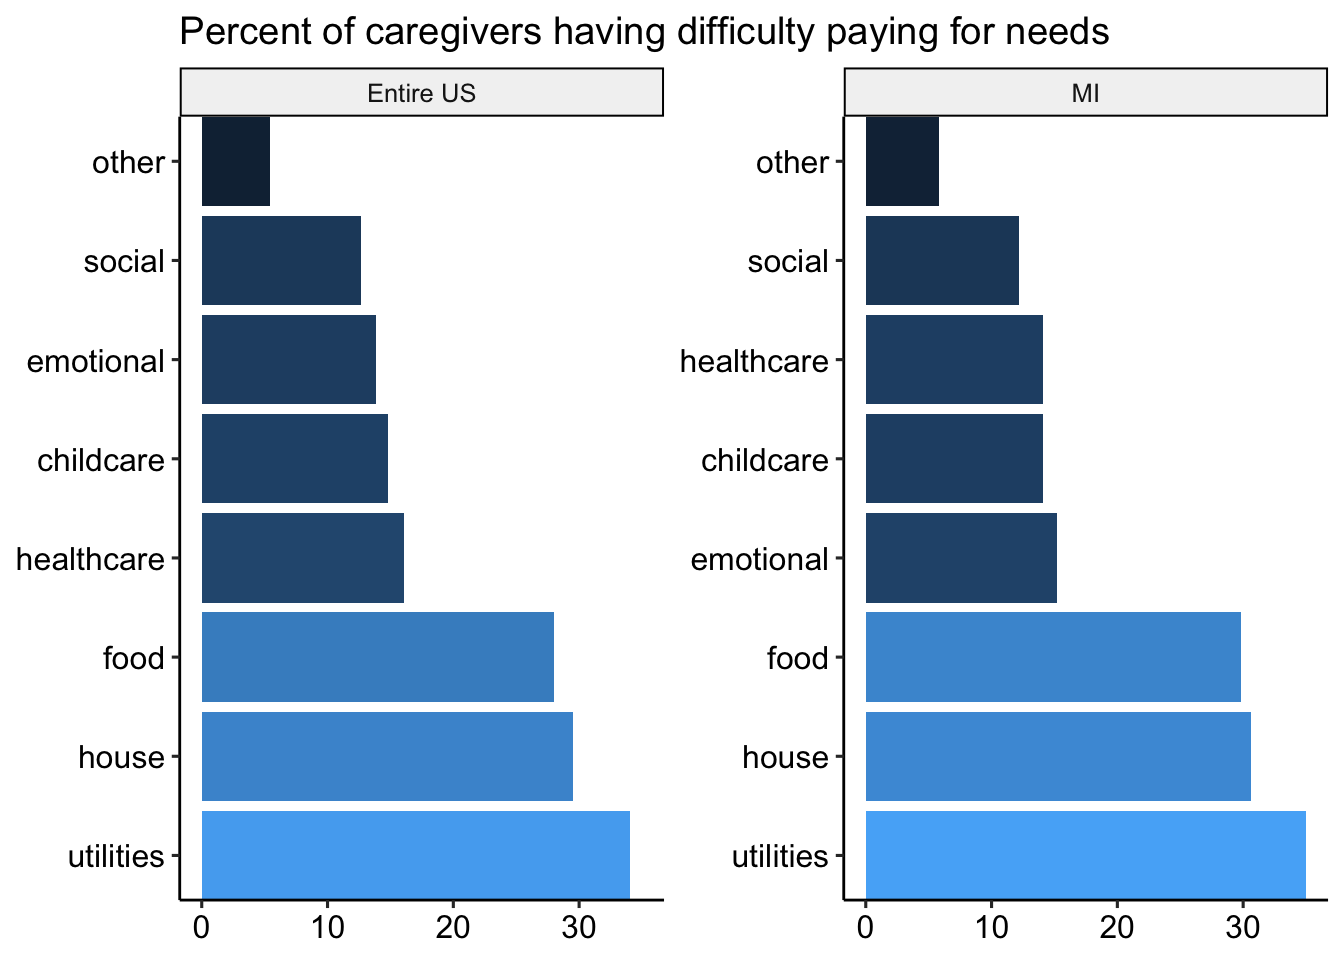 Percent of caregivers having difficulty paying for needs
Entire US
other
social
emotional
childcare
healthcare
food
house
utilities
0 10 20 30
MI
other
social
healthcare
childcare
emotional
food
house
utilities
0 10 20 30